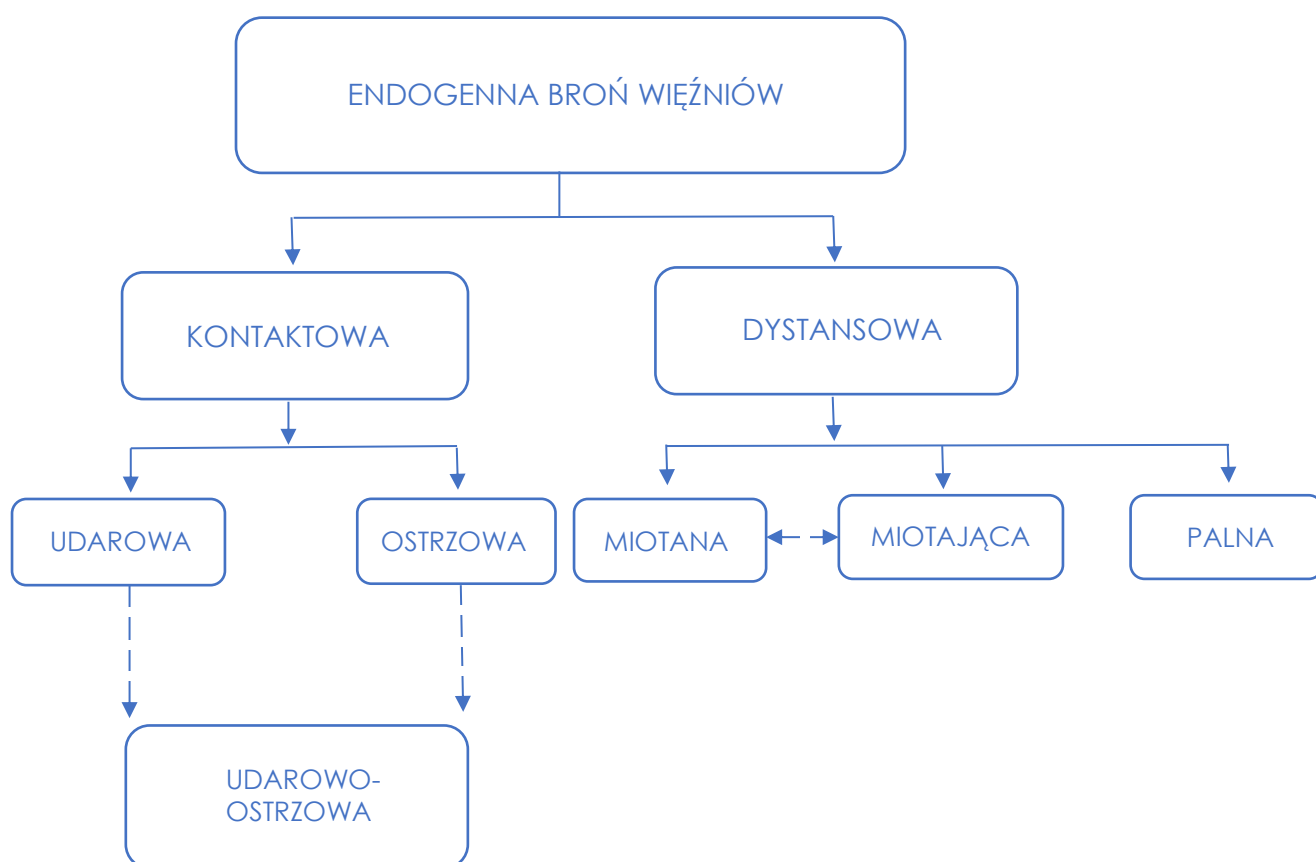 ENDOGENNA BROŃ WIĘŹNIÓW
KONTAKTOWA
DYSTANSOWA
UDAROWA
OSTRZOWA
MIOTANA
MIOTAJĄCA
PALNA
UDAROWO-
OSTRZOWA